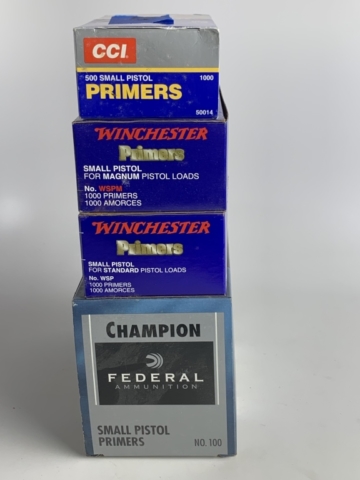 CCI
500 SMALL PISTOL 1000
PRIMERS
50014
WINCHESTER
Primers
SMALL PISTOL
FOR MAGNUM PISTOL LOADS
No. WSPM
1000 PRIMERS
1000 AMORCES
WINCHESTER
Primers
SMALL PISTOL
FOR STANDARD PISTOL LOADS
No. WSP
1000 PRIMERS
1000 AMORCES
CHAMPION
FEDERAL
AMMUNITION
SMALL PISTOL
PRIMERS NO. 100